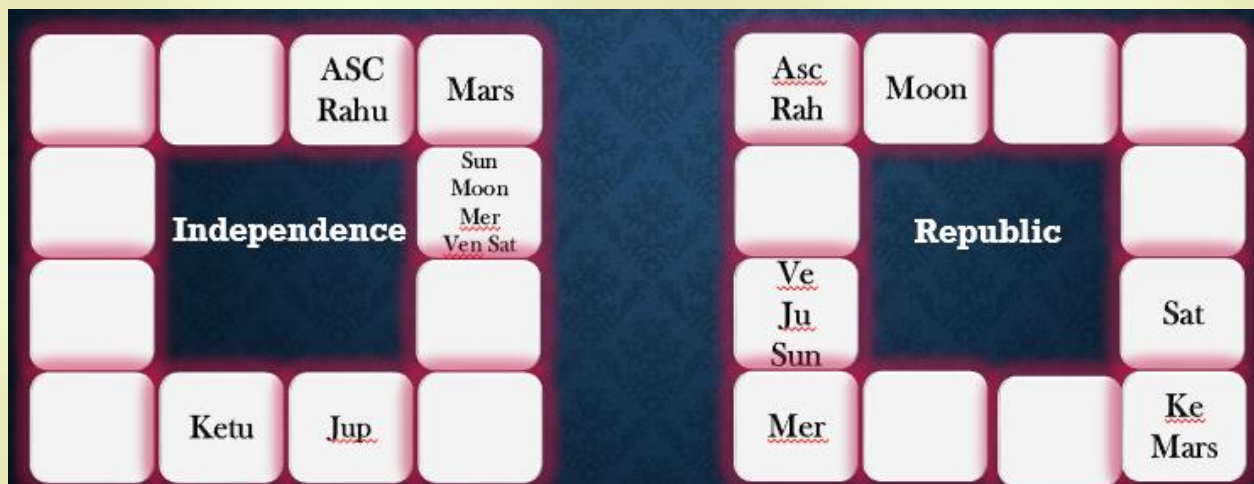 ASC
Rahu
Mars
Sun
Moon
Mer
Ven Sat
Independence
Ketu
Jup
Asc
Rah
Moon
Republic
Ve
Ju
Sun
Sat
Mer
Ke
Mars